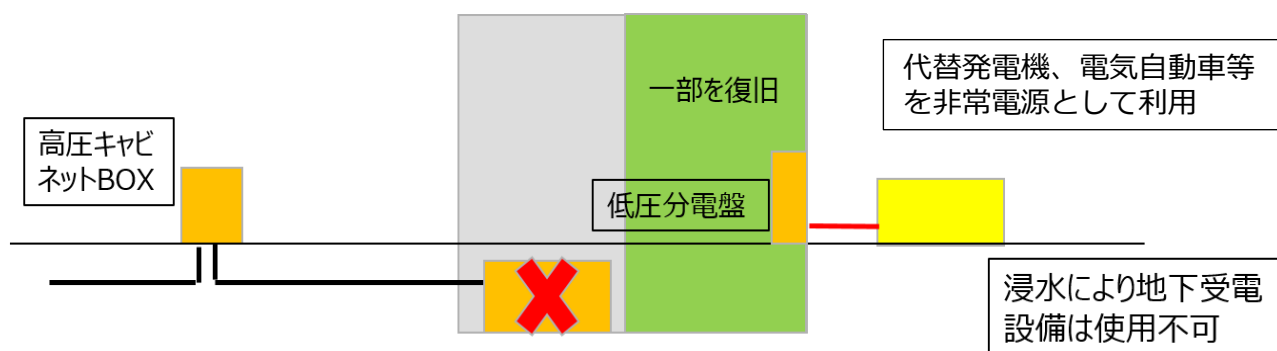 一部を復旧
代替発電機、電気自動車等
を非常電源として利用
高圧キャビ
ネットBOX
低圧分電盤
浸水により地下受電
設備は使用不可